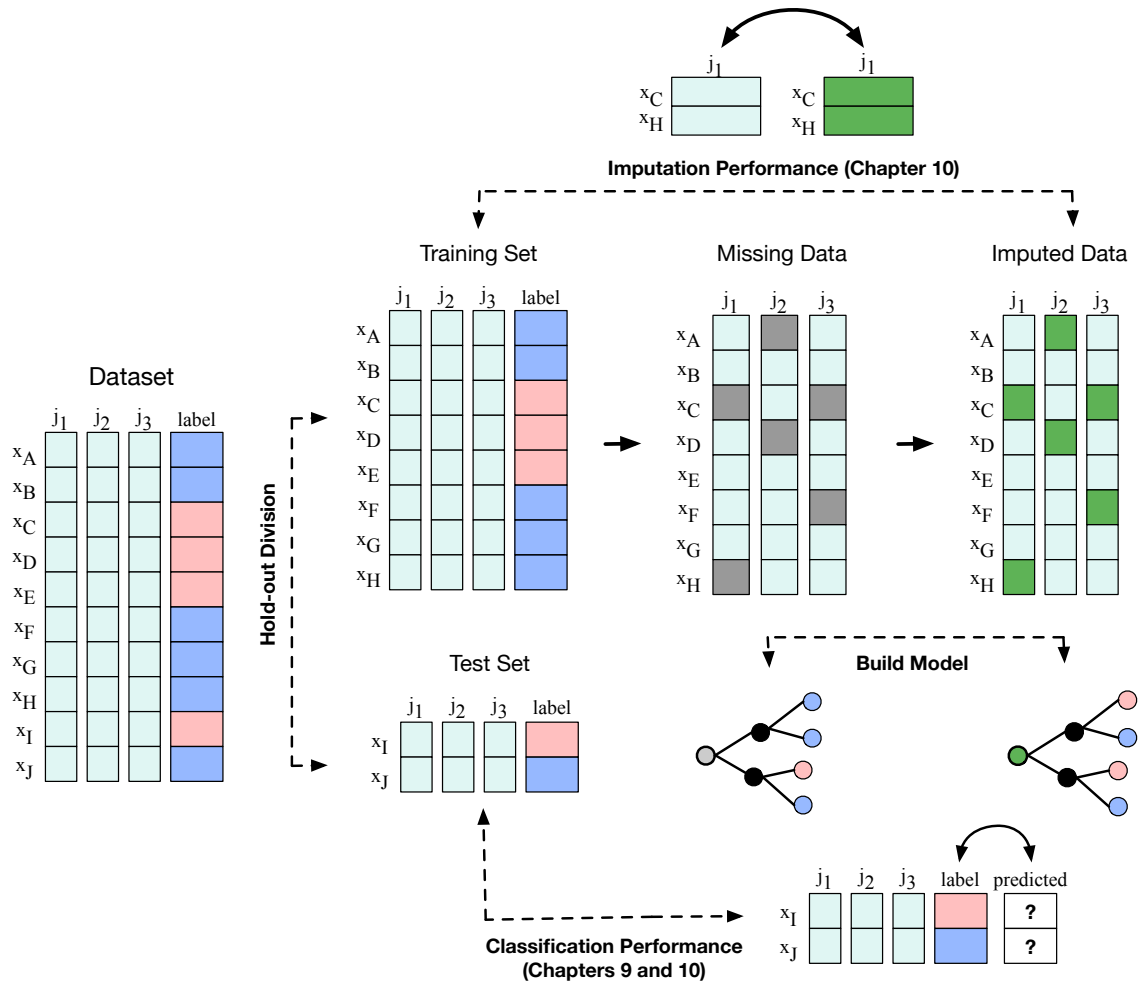 j1 j1
xC xC
xH xH
Imputation Performance (Chapter 10)
Training Set
j1 j2 j3 label
xA
xB
xC
xD
xE
xF
xG
xH
Missing Data
j1 j2 j3
xA
xB
xC
xD
xE
xF
xG
xH
Imputed Data
j1 j2 j3
xA
xB
xC
xD
xE
xF
xG
xH
Dataset
j1 j2 j3 label
xA
xB
xC
xD
xE
xF
xG
xH
xI
xJ
Hold-out Division
Test Set
j1 j2 j3 label
xI
xJ
Build Model
j1 j2 j3 label predicted
xI ?
xJ ?
Classification Performance
(Chapters 9 and 10)